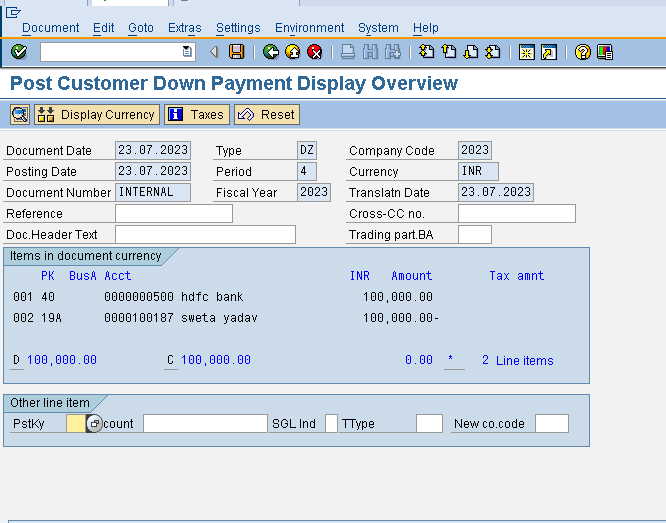 Document Edit Goto Extras Settings Environment System Help
Post Customer Down Payment Display Overview
Display Currency Taxes Reset
Document Date 23.07.2023 Type DZ Company Code 2023
Posting Date 23.07.2023 Period 4 Currency INR
Document Number INTERNAL Fiscal Year 2023 Translatn Date 23.07.2023
Reference Cross-CC no.
Doc.Header Text Trading part.BA
Items in document currency
PK BusA Acct INR Amount Tax amnt
001 40 0000000500 hdfc bank 100,000.00
002 19A 0000100187 sweta yadav 100,000.00-
D 100,000.00 C 100,000.00 0.00 * 2 Line items
Other line item
PstKy count SGL Ind TType New co.code